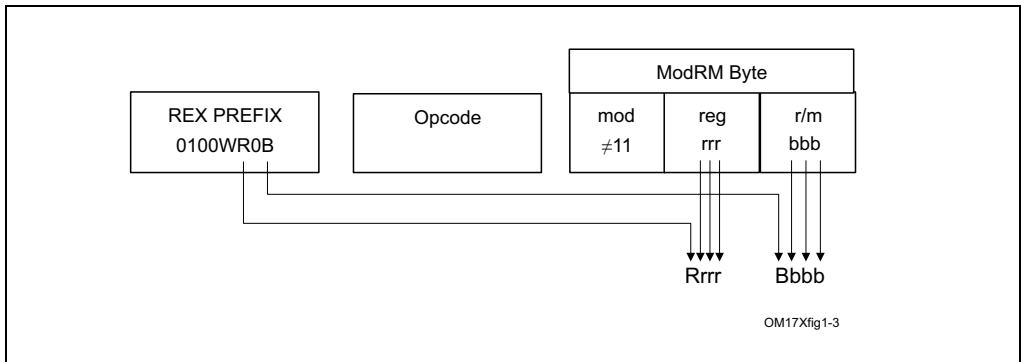 ModRM Byte
REX PREFIX
0100WR0B
Opcode
mod
≠11
reg
rrr
r/m
bbb
Rrrr
Bbbb
OM17Xfig1-3